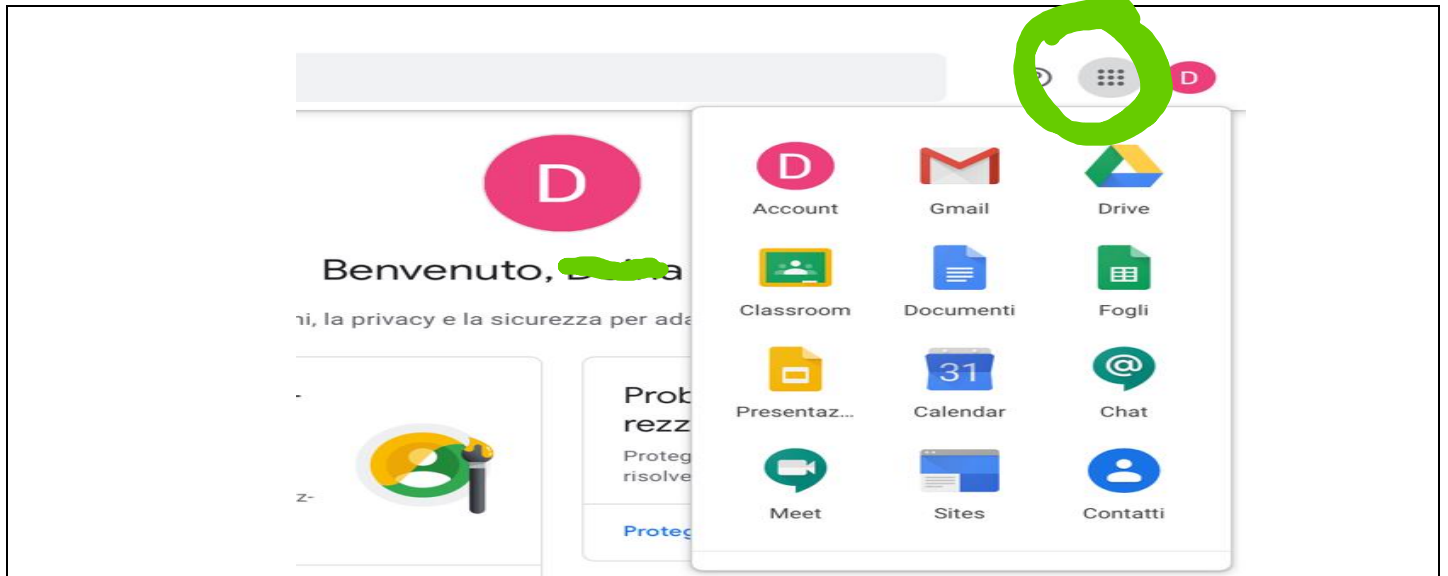 D
D
Benvenuto,
ni, la privacy e la sicurezza per ada
Prob
rezz
Proteg
risolve
z-
Proteg
D
Account
Gmail
Drive
Classroom
Documenti
Fogli
Presentaz...
31
Calendar
@
Chat
Meet
Sites
Contatti